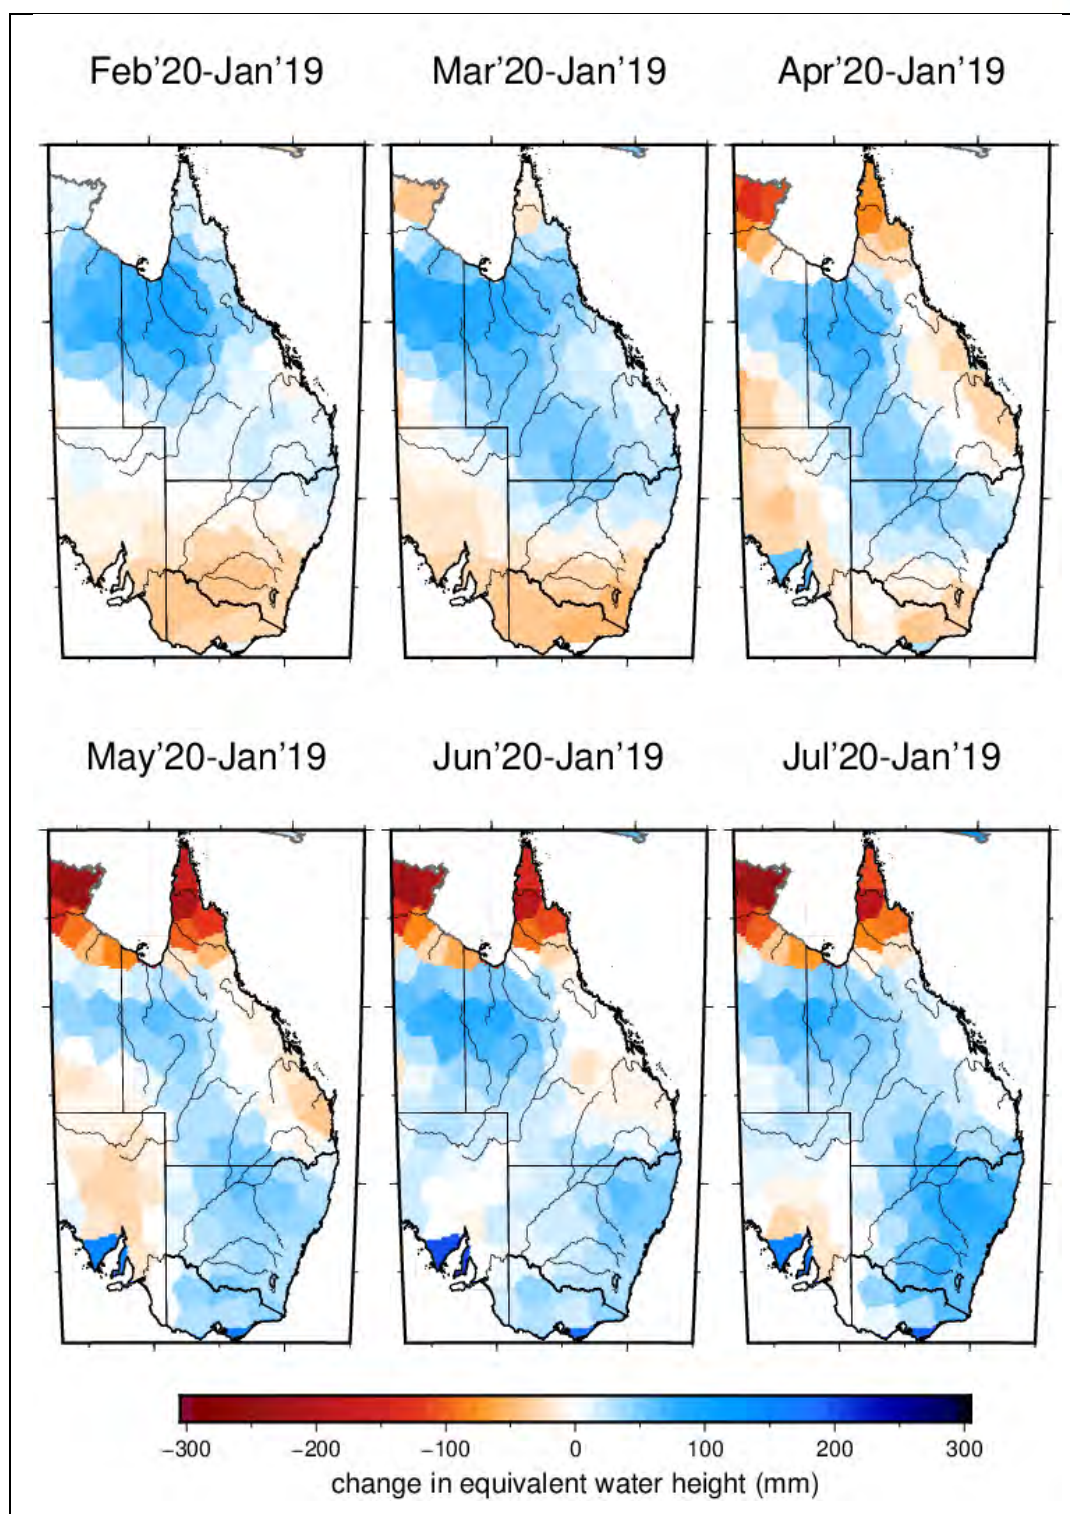 Feb'20-Jan'19 Mar'20-Jan'19 Apr'20-Jan'19
May'20-Jan'19 Jun'20-Jan'19 Jul'20-Jan'19
−300 −200 −100 0 100 200 300
change in equivalent water height (mm)